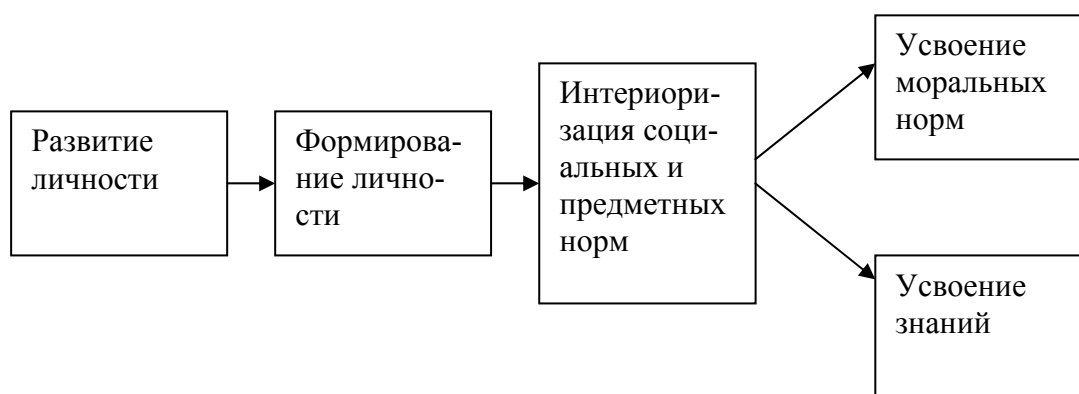 Развитие
личности
Формирова-
ние лично-
сти
Интериори-
зация соци-
альных и
предметных
норм
Усвоение
моральных
норм
Усвоение
знаний